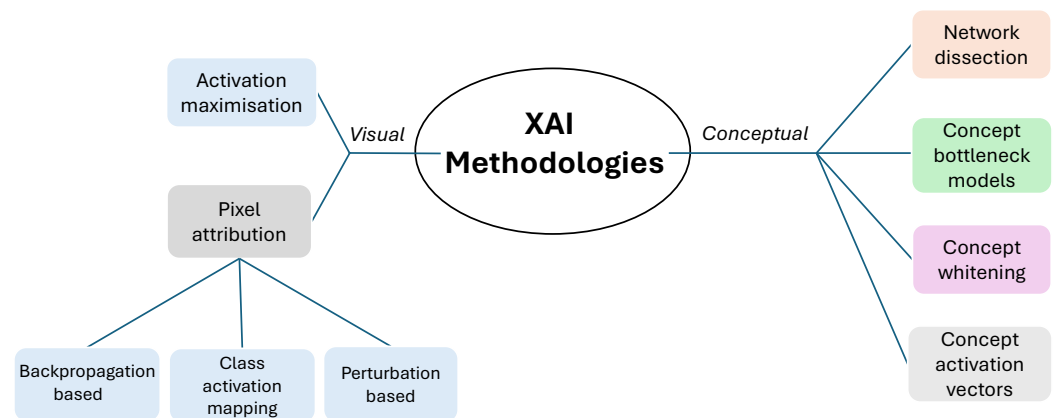 XAI
Methodologies
Visual
Activation
maximisation
Pixel
attribution
Backpropagation
based
Class
activation
mapping
Perturbation
based
Conceptual
Network
dissection
Concept
bottleneck
models
Concept
whitening
Concept
activation
vectors